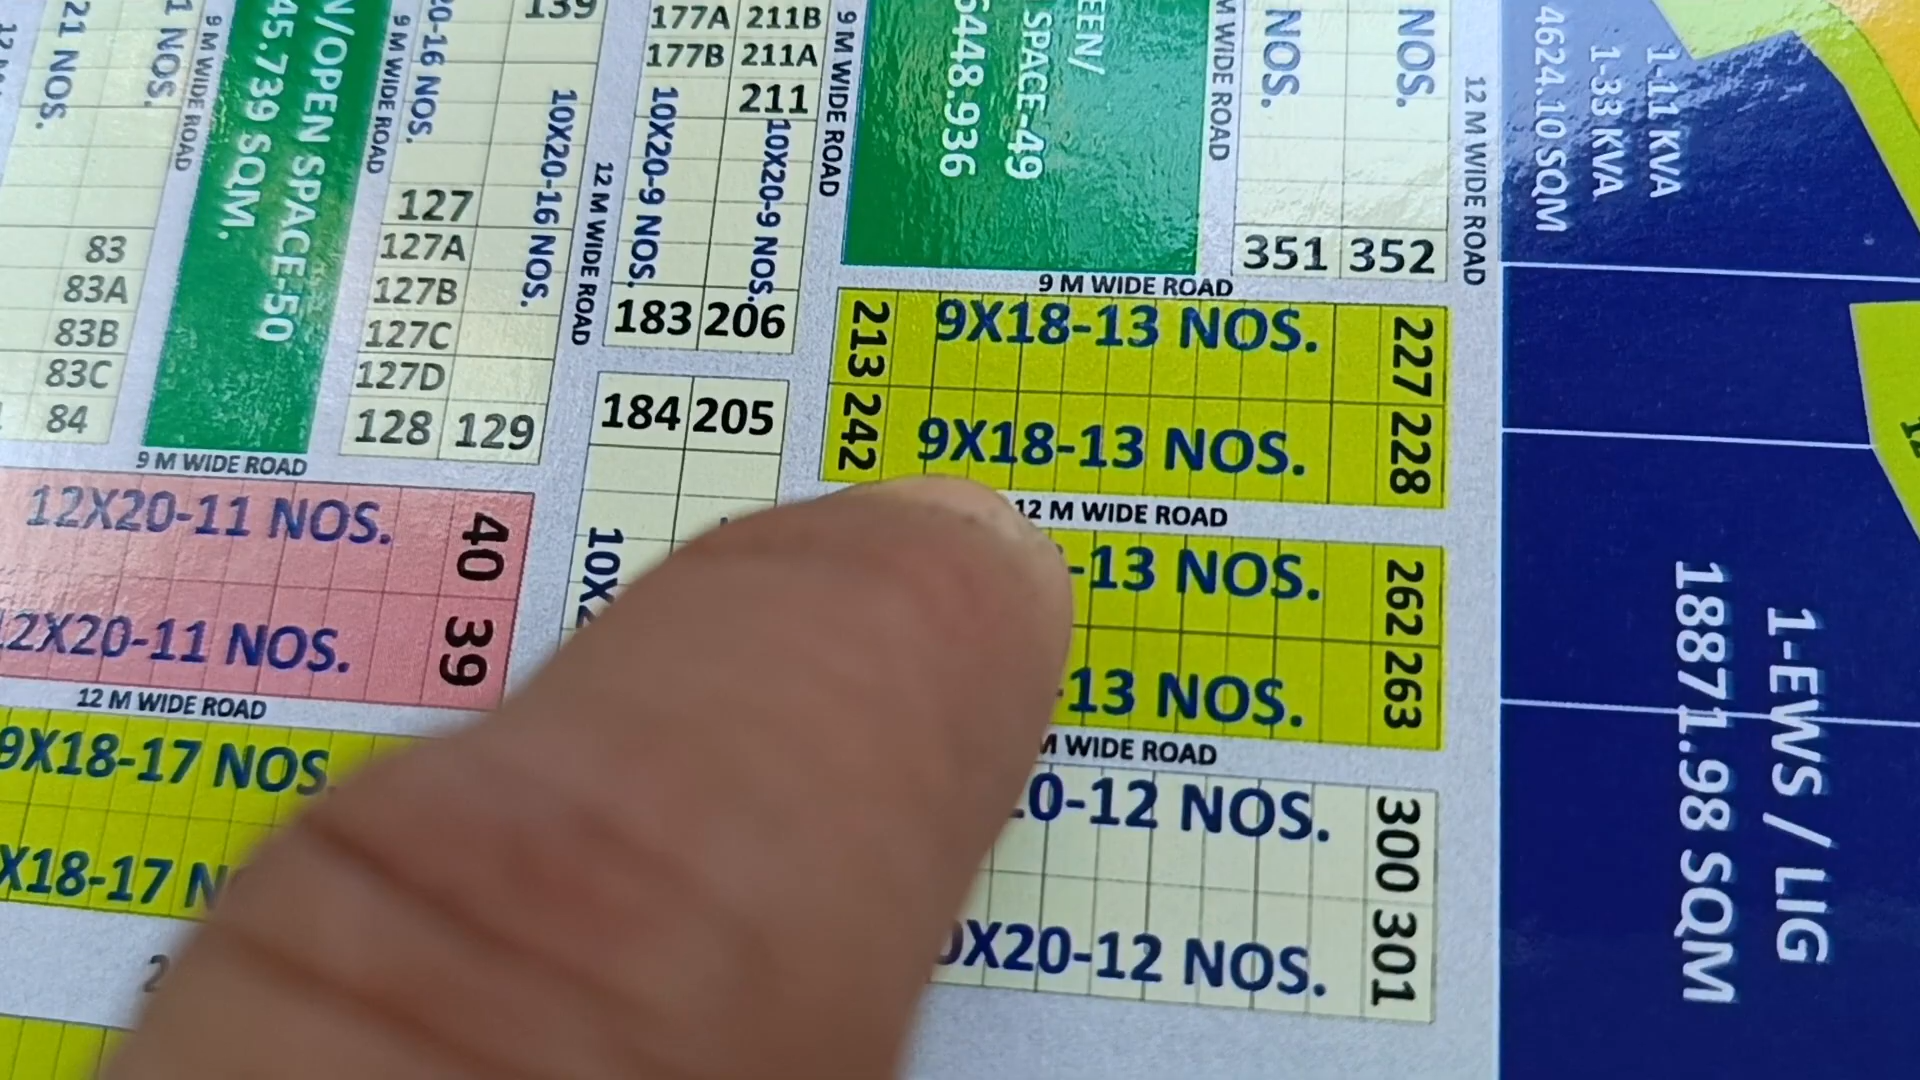 21 NOS.
1 NOS.
9 M WIDE ROAD
N/OPEN SPACE-50
45.739 SQM.
9 M WIDE ROAD
20-16 NOS.
139
10X20-16 NOS.
12 M WIDE ROAD
177A 211B
177B 211A
211
10X20-9 NOS.
10X20-9 NOS.
9 M WIDE ROAD
EEN/
SPACE-49
6448.936
M WIDE ROAD
NOS.
NOS.
12 M WIDE ROAD
1-11 KVA
1-33 KVA
4624.10 SQM
83
83A
83B
83C
84
127
127A
127B
127C
127D
128 129
183 206
184 205
351 352
9 M WIDE ROAD
213
9X18-13 NOS.
227
242
9X18-13 NOS.
228
9 M WIDE ROAD
12X20-11 NOS.
40
2X20-11 NOS.
39
12 M WIDE ROAD
9X18-17 NOS.
X18-17 N
10X2
12 M WIDE ROAD
-13 NOS.
262
-13 NOS.
263
M WIDE ROAD
0-12 NOS.
300
0X20-12 NOS.
301
1-EWS / LIG
18871.98 SQM